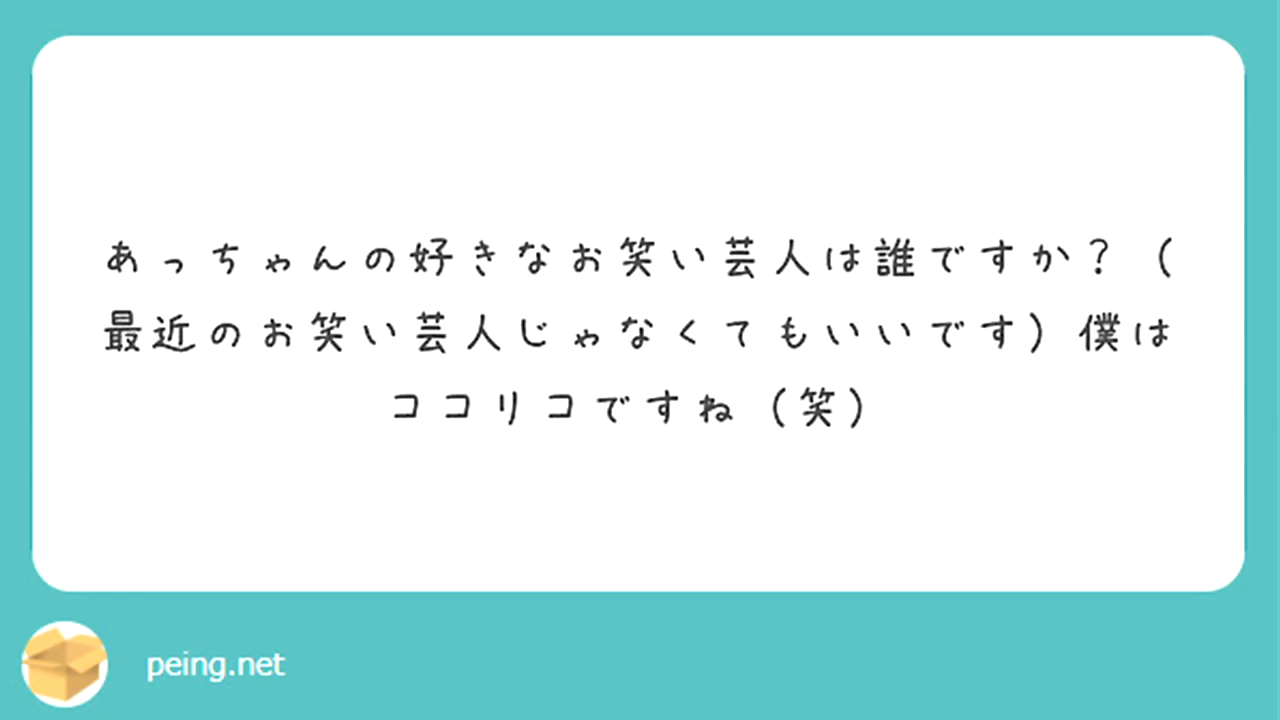 あっちゃんの好きなお笑い芸人は誰ですか？（
最近のお笑い芸人じゃなくてもいいです）僕は
ココリコですね（笑）
peing.net